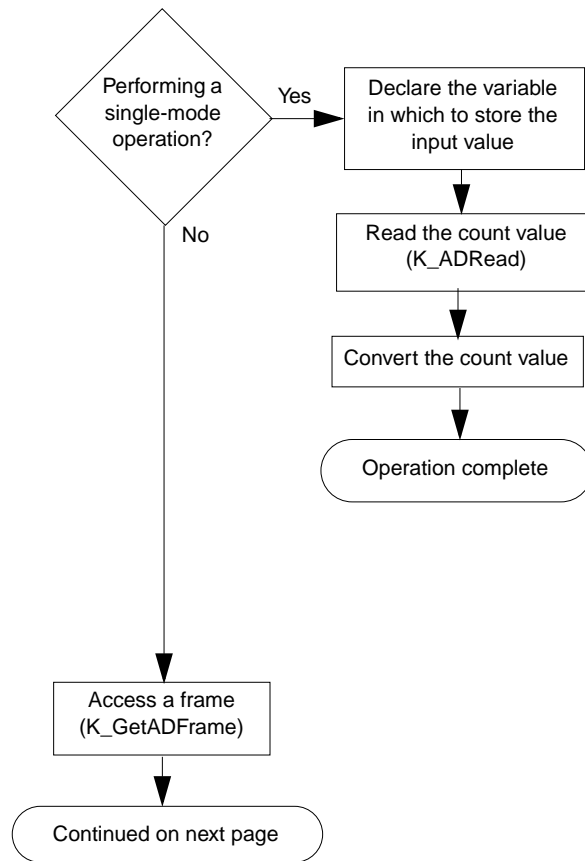 Performing a
single-mode
operation?
Yes
Declare the variable
in which to store the
input value
Read the count value
(K_ADRead)
Convert the count value
Operation complete
No
Access a frame
(K_GetADFrame)
Continued on next page